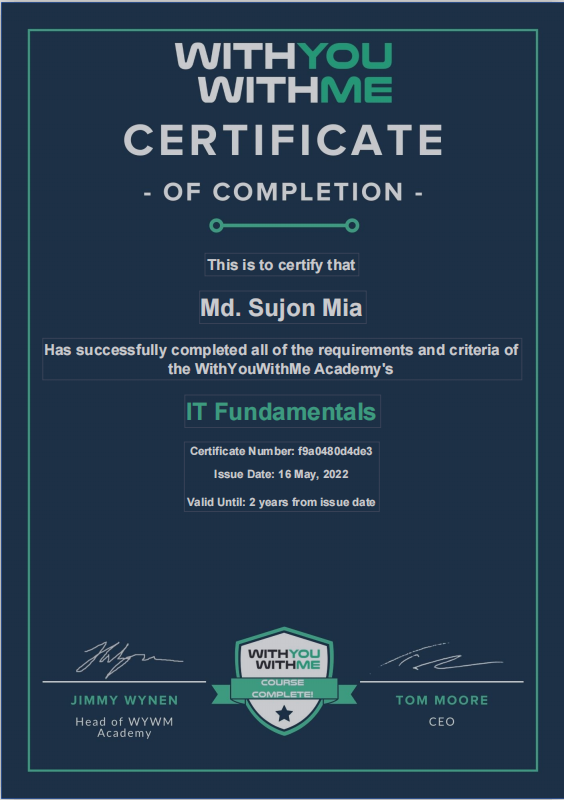 WITHYOU
WITHME
CERTIFICATE
- OF COMPLETION -
This is to certify that
Md. Sujon Mia
Has successfully completed all of the requirements and criteria of
the WithYouWithMe Academy's
IT Fundamentals
Certificate Number: f9a0480d4de3
Issue Date: 16 May, 2022
Valid Until: 2 years from issue date
WITHYOU
WITHME
COURSE
COMPLETE!
JIMMY WYNEN
Head of WYWM
Academy
TOM MOORE
CEO